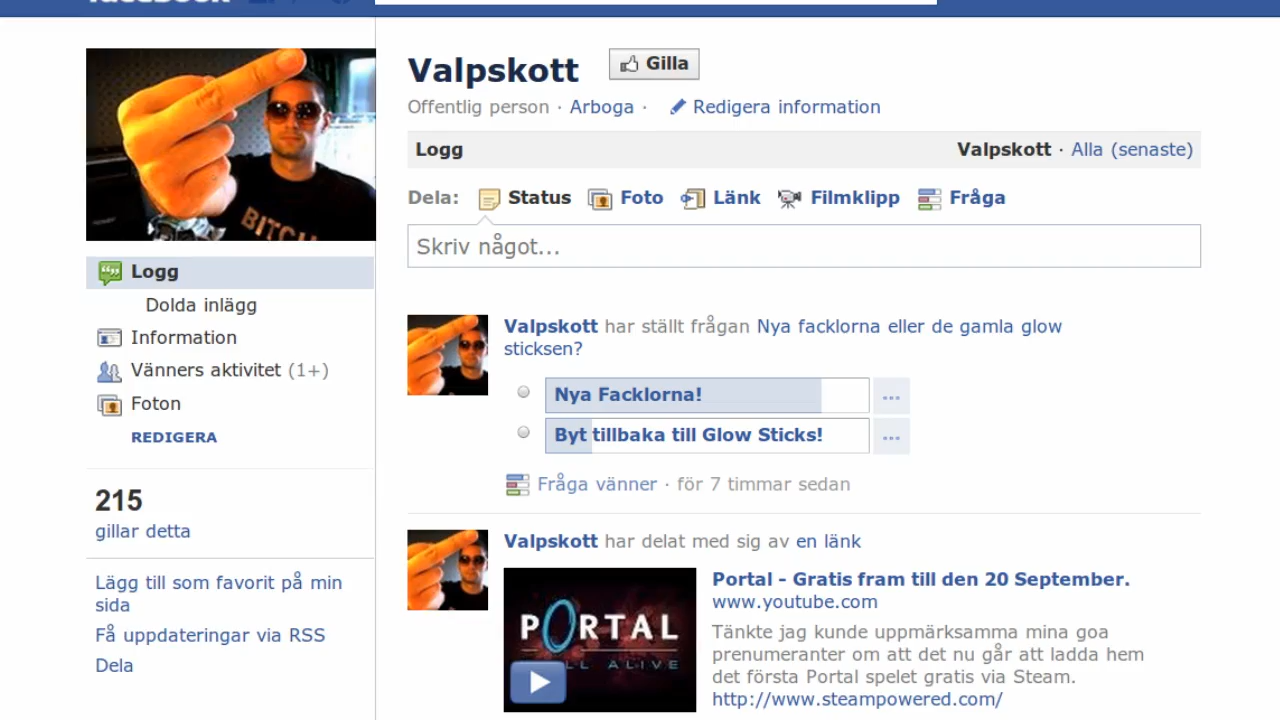 facebook
Valpskott
Gilla
Offentlig person · Arboga · Redigera information
Logg
Valpskott · Alla (senaste)
Dela: Status Foto Länk Filmklipp Fråga
Skriv något...
BITCH
Logg
Dolda inlägg
Information
Vänners aktivitet (1+)
Foton
REDIGERA
215
gillar detta
Lägg till som favorit på min
sida
Få uppdateringar via RSS
Dela
Valpskott har ställt frågan Nya facklorna eller de gamla glow
sticksen?
Nya Facklorna!
...
Byt tillbaka till Glow Sticks!
...
Fråga vänner · för 7 timmar sedan
Valpskott har delat med sig av en länk
PORTAL
ALIVE
Portal - Gratis fram till den 20 September.
www.youtube.com
Tänkte jag kunde uppmärksamma mina goa
prenumeranter om att det nu går att ladda hem
det första Portal spelet gratis via Steam.
http://www.steampowered.com/